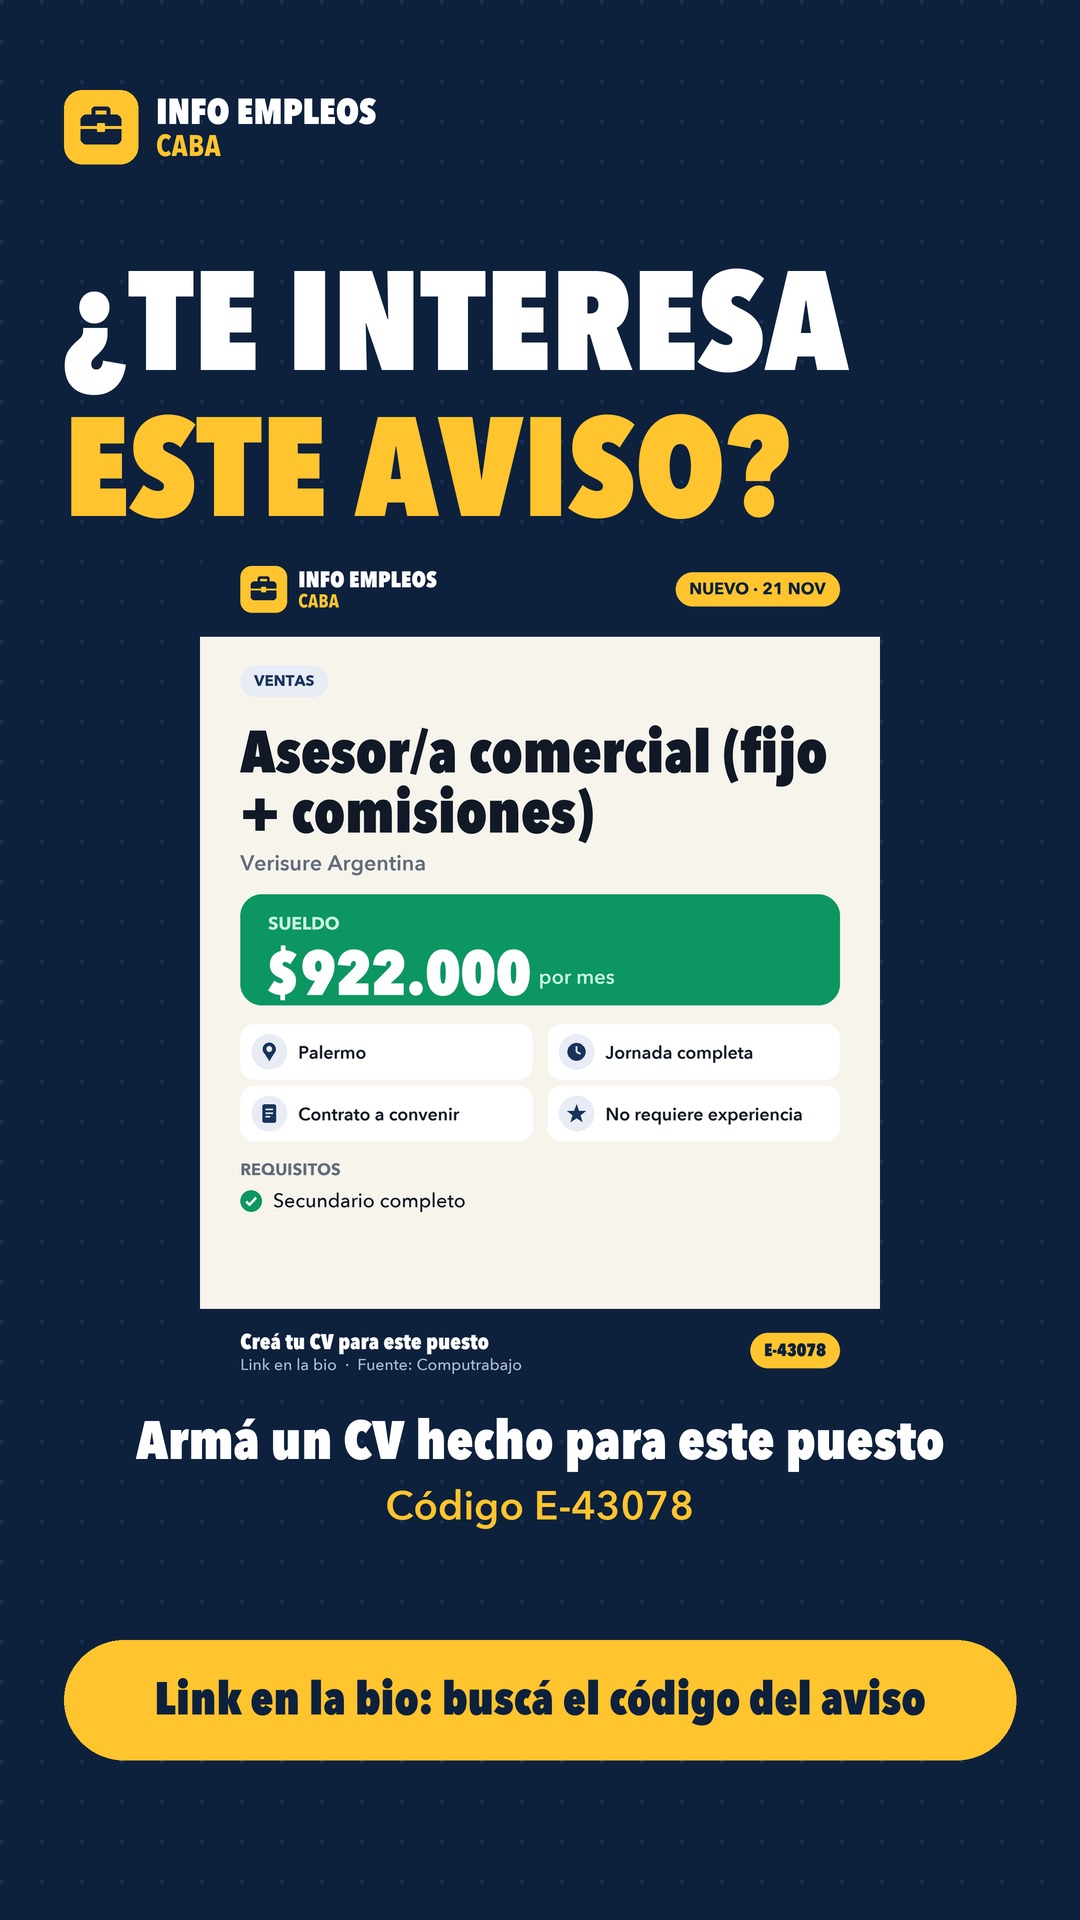 INFO EMPLEOS
CABA
¿TE INTERESA
ESTE AVISO?
INFO EMPLEOS
CABA
NUEVO · 21 NOV
VENTAS
Asesor/a comercial (fijo
+ comisiones)
Verisure Argentina
SUELDO
$922.000 por mes
Palermo
Jornada completa
Contrato a convenir
No requiere experiencia
REQUISITOS
Secundario completo
Creá tu CV para este puesto
Link en la bio · Fuente: Computrabajo
E-43078
Armá un CV hecho para este puesto
Código E-43078
Link en la bio: buscá el código del aviso